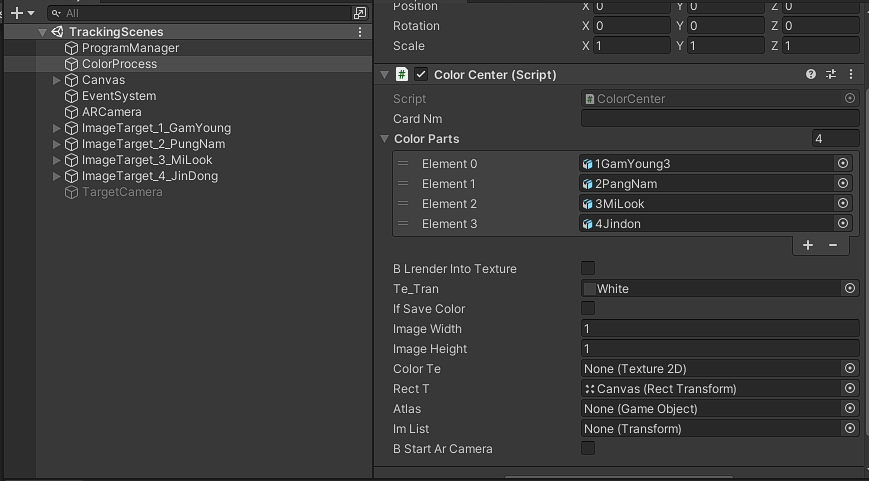 All
TrackingScenes
ProgramManager
ColorProcess
Canvas
EventSystem
ARCamera
ImageTarget_1_GamYoung
ImageTarget_2_PungNam
ImageTarget_3_MiLook
ImageTarget_4_JinDong
TargetCamera
Position X 0 Y 0 Z 0
Rotation X 0 Y 0 Z 0
Scale X 1 Y 1 Z 1
# Color Center (Script)
Script # ColorCenter
Card Nm
Color Parts 4
Element 0 1GamYoung3
Element 1 2PangNam
Element 2 3MiLook
Element 3 4Jindon
+ −
B Lrender Into Texture
Te_Tran White
If Save Color
Image Width 1
Image Height 1
Color Te None (Texture 2D)
Rect T Canvas (Rect Transform)
Atlas None (Game Object)
Im List None (Transform)
B Start Ar Camera